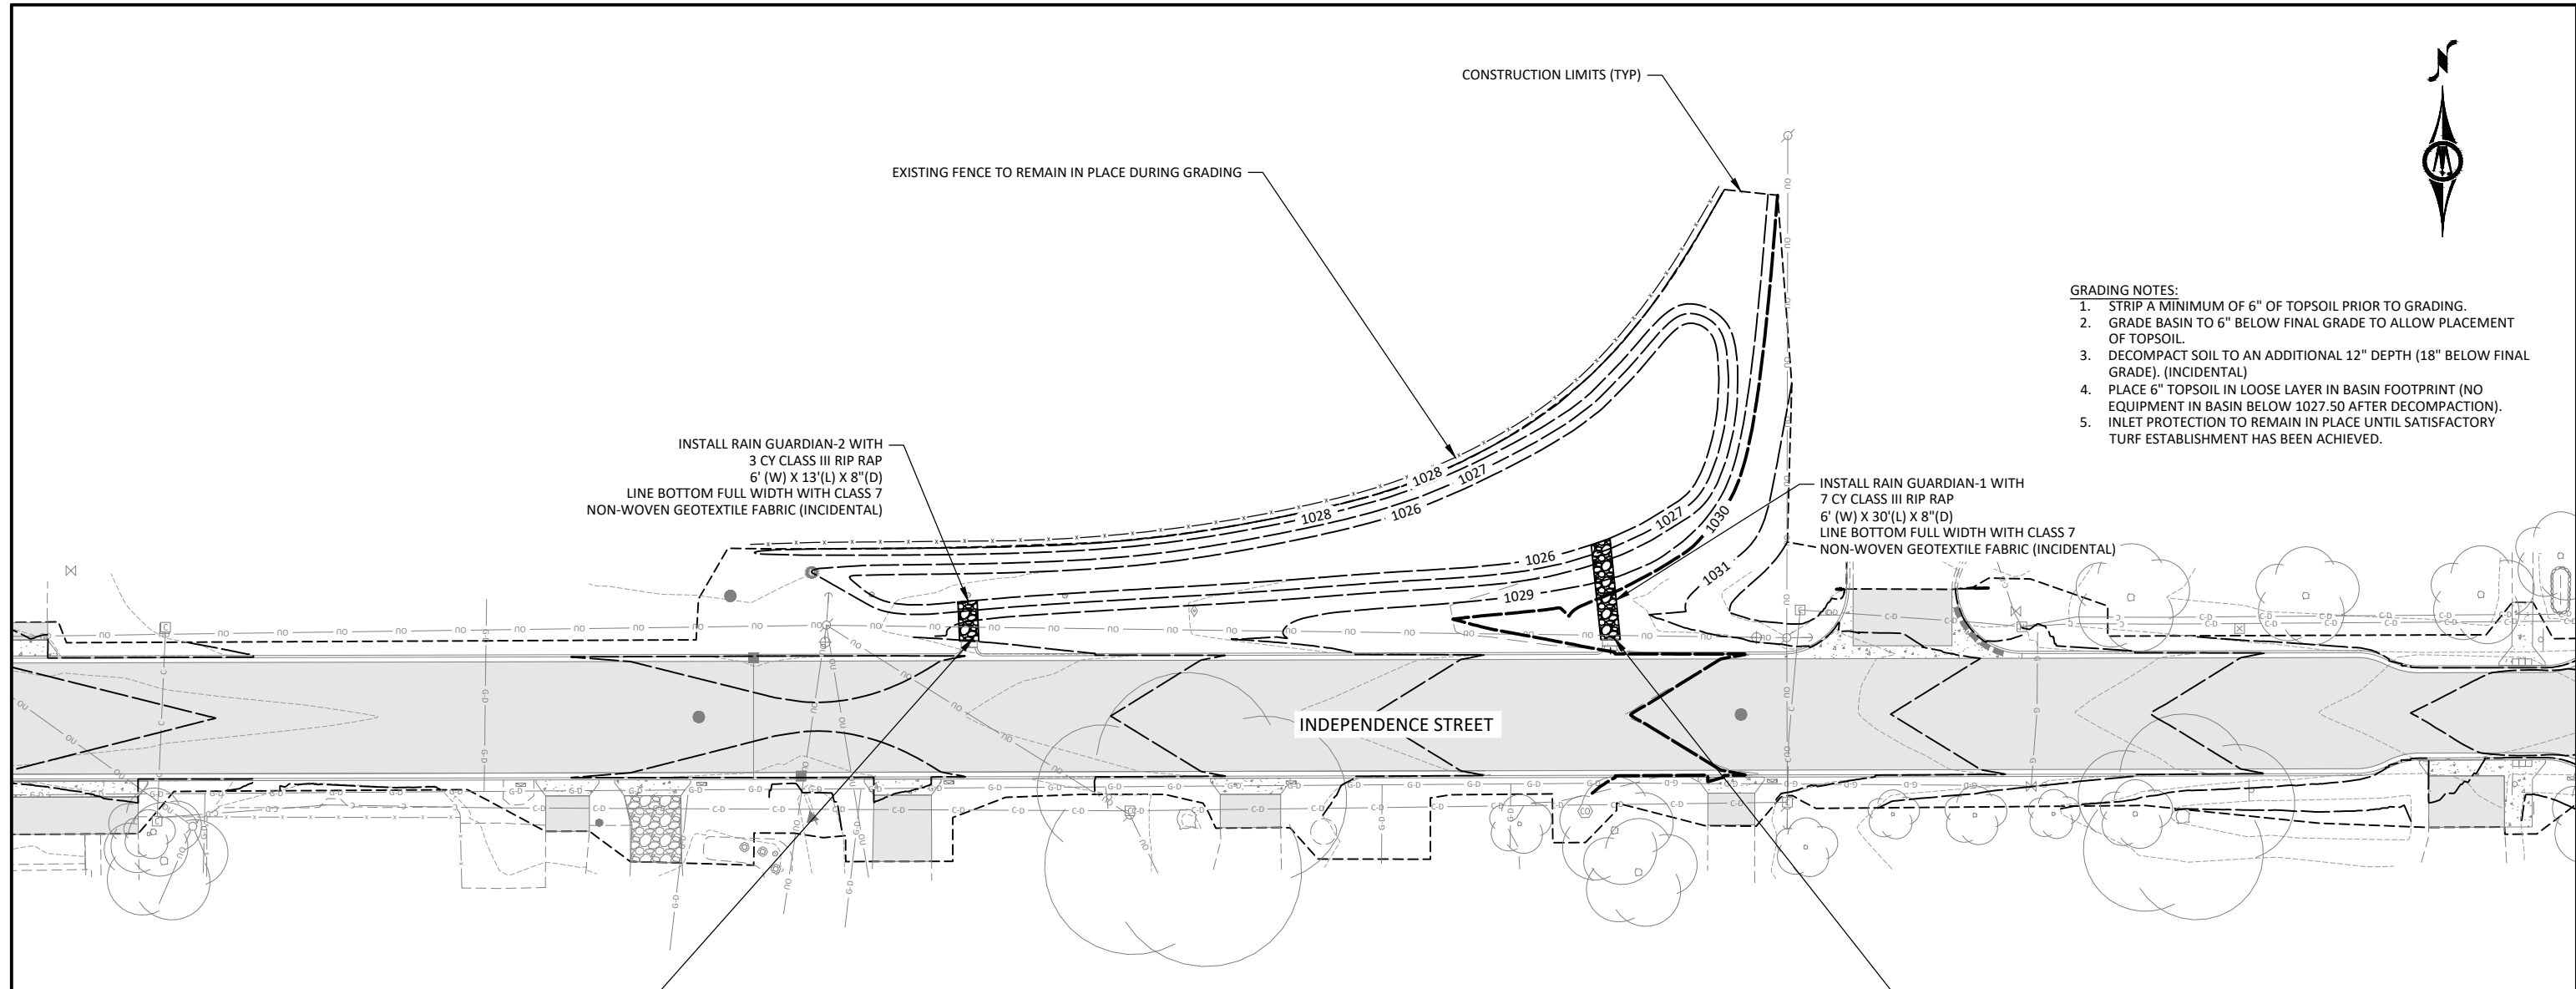 CONSTRUCTION LIMITS (TYP)
EXISTING FENCE TO REMAIN IN PLACE DURING GRADING
N
GRADING NOTES:
1. STRIP A MINIMUM OF 6" OF TOPSOIL PRIOR TO GRADING.
2. GRADE BASIN TO 6" BELOW FINAL GRADE TO ALLOW PLACEMENT
OF TOPSOIL.
3. DECOMPACT SOIL TO AN ADDITIONAL 12" DEPTH (18" BELOW FINAL
GRADE). (INCIDENTAL)
4. PLACE 6" TOPSOIL IN LOOSE LAYER IN BASIN FOOTPRINT (NO
EQUIPMENT IN BASIN BELOW 1027.50 AFTER DECOMPACTION).
5. INLET PROTECTION TO REMAIN IN PLACE UNTIL SATISFACTORY
TURF ESTABLISHMENT HAS BEEN ACHIEVED.
INSTALL RAIN GUARDIAN-2 WITH
3 CY CLASS III RIP RAP
6' (W) X 13'(L) X 8"(D)
LINE BOTTOM FULL WIDTH WITH CLASS 7
NON-WOVEN GEOTEXTILE FABRIC (INCIDENTAL)
INSTALL RAIN GUARDIAN-1 WITH
7 CY CLASS III RIP RAP
6' (W) X 30'(L) X 8"(D)
LINE BOTTOM FULL WIDTH WITH CLASS 7
NON-WOVEN GEOTEXTILE FABRIC (INCIDENTAL)
1028
1027
1028
1026
1027
1030
1026
1029
1031
INDEPENDENCE STREET